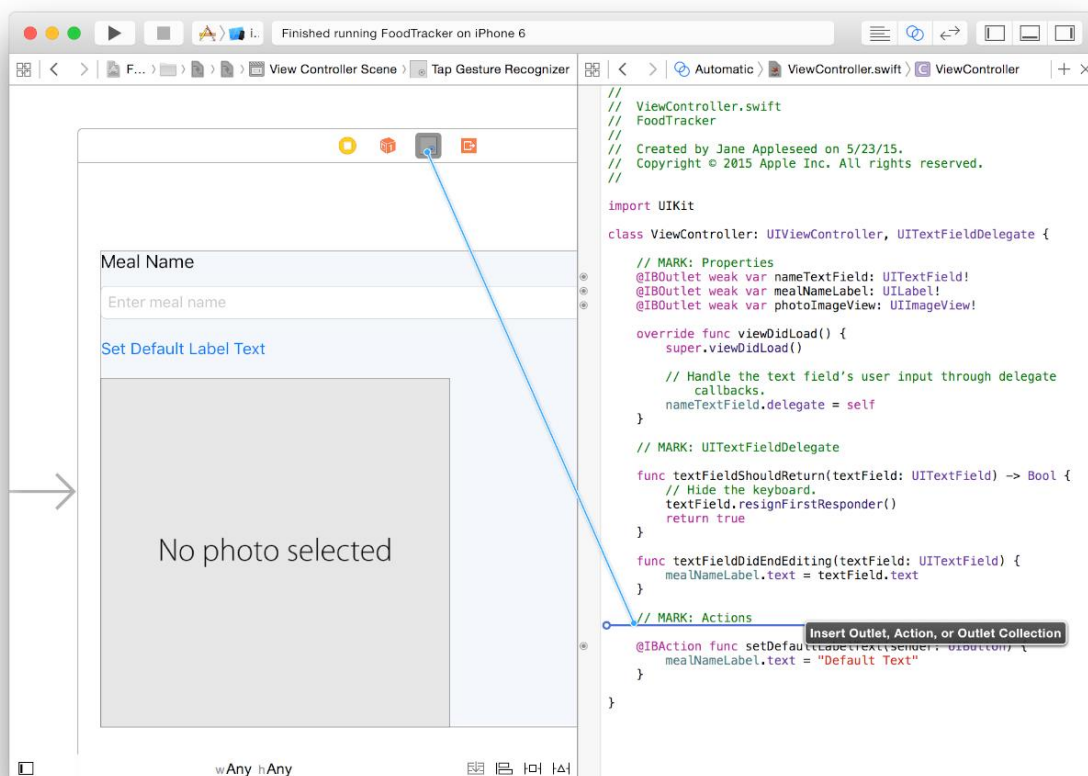 i..
Finished running FoodTracker on iPhone 6
F...
View Controller Scene
Tap Gesture Recognizer
Automatic
ViewController.swift
ViewController
Meal Name
Enter meal name
Set Default Label Text
No photo selected
wAny hAny
//
// ViewController.swift
// FoodTracker
//
// Created by Jane Appleseed on 5/23/15.
// Copyright © 2015 Apple Inc. All rights reserved.
//
import UIKit
class ViewController: UIViewController, UITextFieldDelegate {
// MARK: Properties
@IBOutlet weak var nameTextField: UITextField!
@IBOutlet weak var mealNameLabel: UILabel!
@IBOutlet weak var photoImageView: UIImageView!
override func viewDidLoad() {
super.viewDidLoad()
// Handle the text field's user input through delegate
callbacks.
nameTextField.delegate = self
}
// MARK: UITextFieldDelegate
func textFieldShouldReturn(textField: UITextField) -> Bool {
// Hide the keyboard.
textField.resignFirstResponder()
return true
}
func textFieldDidEndEditing(textField: UITextField) {
mealNameLabel.text = textField.text
}
// MARK: Actions
Insert Outlet, Action, or Outlet Collection
@IBAction func setDefaultLabelText(sender: UIButton) {
mealNameLabel.text = "Default Text"
}
}